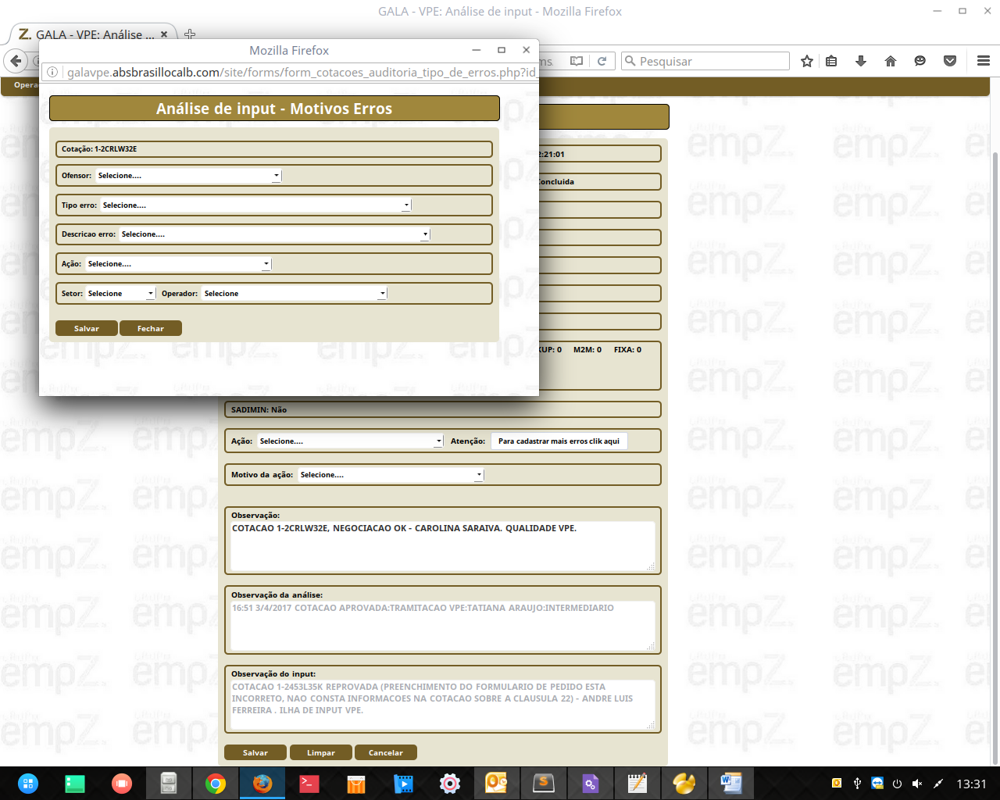 GALA - VPE: Análise de input - Mozilla Firefox
Z. GALA - VPE: Análise ...
Mozilla Firefox
galavpe.absbrasillocalb.com/site/forms/form_cotacoes_auditoria_tipo_de_erros.php?id_
Pesquisar
Opera
Análise de input - Motivos Erros
Cotação: 1-2CRLW32E
2:21:01
Ofensor: Selecione....
Concluida
Tipo erro: Selecione....
Descricao erro: Selecione....
Ação: Selecione....
Setor: Selecione Operador: Selecione
Salvar Fechar
KUP: 0 M2M: 0 FIXA: 0
SADIMIN: Não
Ação: Selecione.... Atenção: Para cadastrar mais erros clik aqui
Motivo da ação: Selecione....
Observação:
COTACAO 1-2CRLW32E, NEGOCIACAO OK - CAROLINA SARAIVA. QUALIDADE VPE.
Observação da análise:
16:51 3/4/2017 COTACAO APROVADA:TRAMITACAO VPE:TATIANA ARAUJO:INTERMEDIARIO
Observação do input:
COTACAO 1-2453L35K REPROVADA (PREENCHIMENTO DO FORMULARIO DE PEDIDO ESTA
INCORRETO, NAO CONSTA INFORMACOES NA COTACAO SOBRE A CLAUSULA 22) - ANDRE LUIS
FERREIRA . ILHA DE INPUT VPE.
Salvar Limpar Cancelar
GRUPO
empZ.
13:31